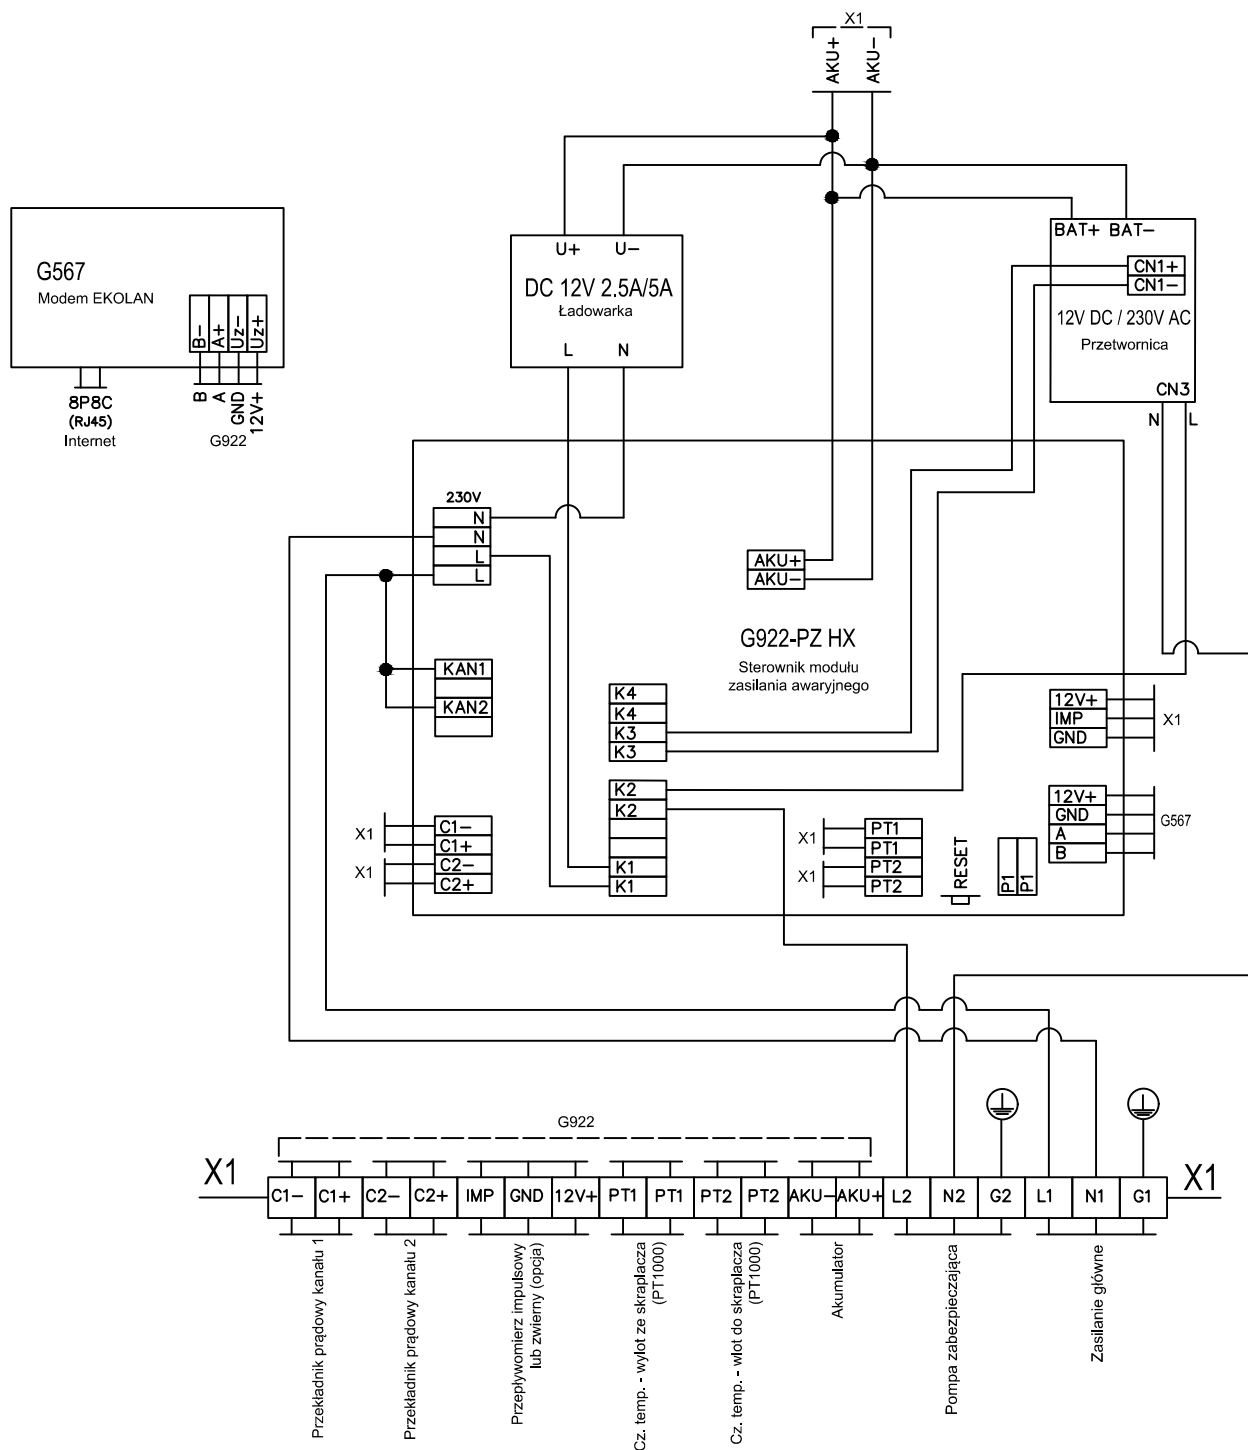 X1
AKU+
AKU-
G567
Modem EKOLAN
B-
A+
Uz-
Uz+
8P8C
(RJ45)
Internet
B
A
GND
12V+
G922
U+ U-
DC 12V 2.5A/5A
Ładowarka
L N
BAT+ BAT-
CN1+
CN1-
12V DC / 230V AC
Przetwornica
CN3
N L
230V
N
N
L
L
AKU+
AKU-
G922-PZ HX
Sterownik modułu
zasilania awaryjnego
KAN1
KAN2
K4
K4
K3
K3
K2
K2
K1
K1
12V+
IMP
GND
X1
12V+
GND
A
B
G567
X1
C1-
C1+
X1
C2-
C2+
X1
PT1
PT1
X1
PT2
PT2
RESET
P1
P1
G922
X1
C1- C1+ C2- C2+ IMP GND 12V+ PT1 PT1 PT2 PT2 AKU- AKU+ L2 N2 G2 L1 N1 G1
X1
Przekładnik prądowy kanału 1
Przekładnik prądowy kanału 2
Przepływomierz impulsowy
lub zwierny (opcja)
Cz. temp. - wylot ze skraplacza
(PT1000)
Cz. temp. - wlot do skraplacza
(PT1000)
Akumulator
Pompa zabezpieczająca
Zasilanie główne